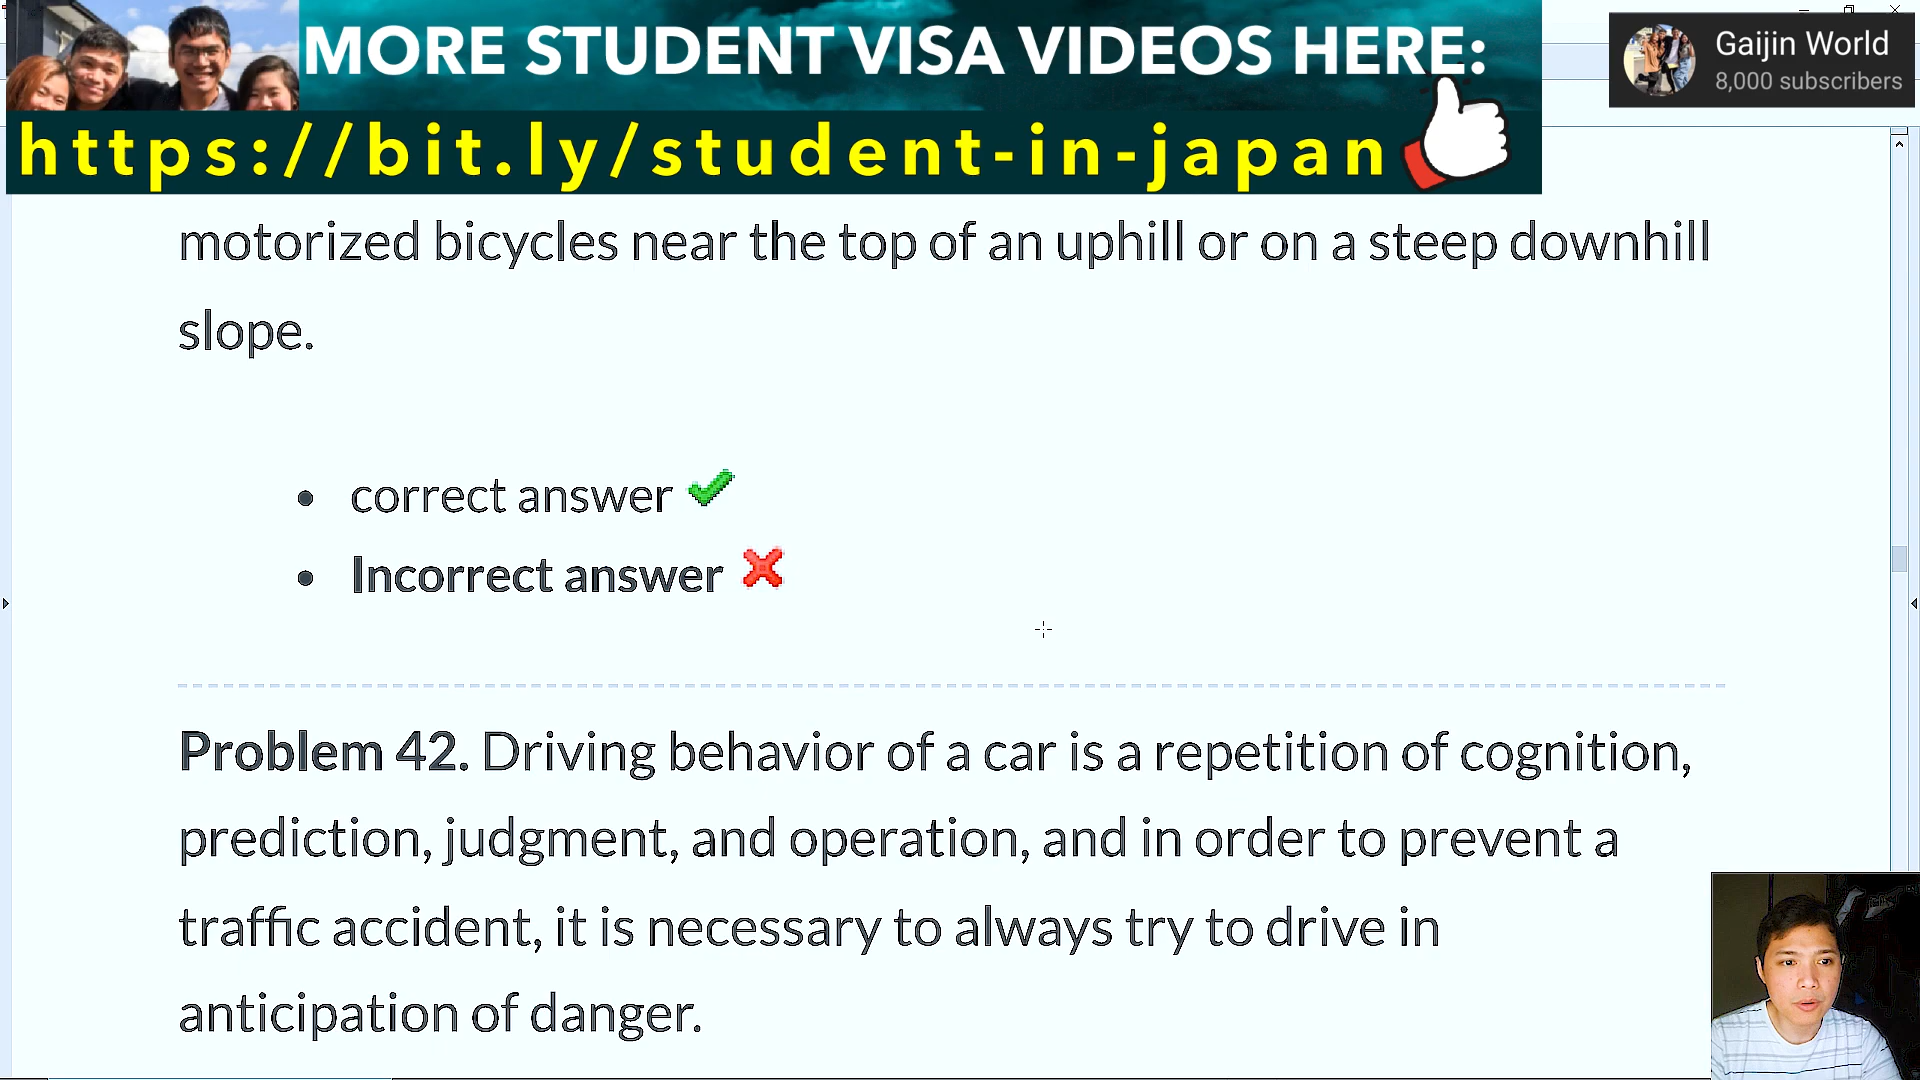 MORE STUDENT VISA VIDEOS HERE:
https://bit.ly/student-in-japan
Gaijin World
8,000 subscribers
motorized bicycles near the top of an uphill or on a steep downhill
slope.
correct answer
Incorrect answer
Problem 42. Driving behavior of a car is a repetition of cognition,
prediction, judgment, and operation, and in order to prevent a
traffic accident, it is necessary to always try to drive in
anticipation of danger.